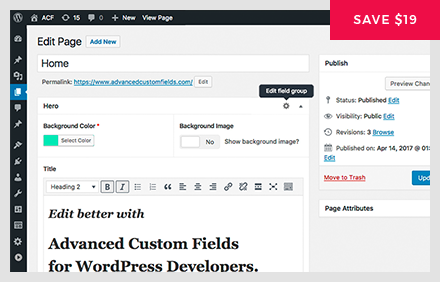 SAVE $19
ACF 15 0 + New View Page
Edit Page Add New
Home
Permalink: https://www.advancedcustomfields.com/ Edit
Edit field group
Hero
Background Color *
Select Color
Background Image
No Show background image?
Title
Heading 2 B I
Edit better with
Advanced Custom Fields
for WordPress Developers.
Publish
Preview Chan
Status: Published Edit
Visibility: Public Edit
Revisions: 3 Browse
Published on: Apr 14, 2017 @ 01
Edit
Move to Trash
Upd
Page Attributes